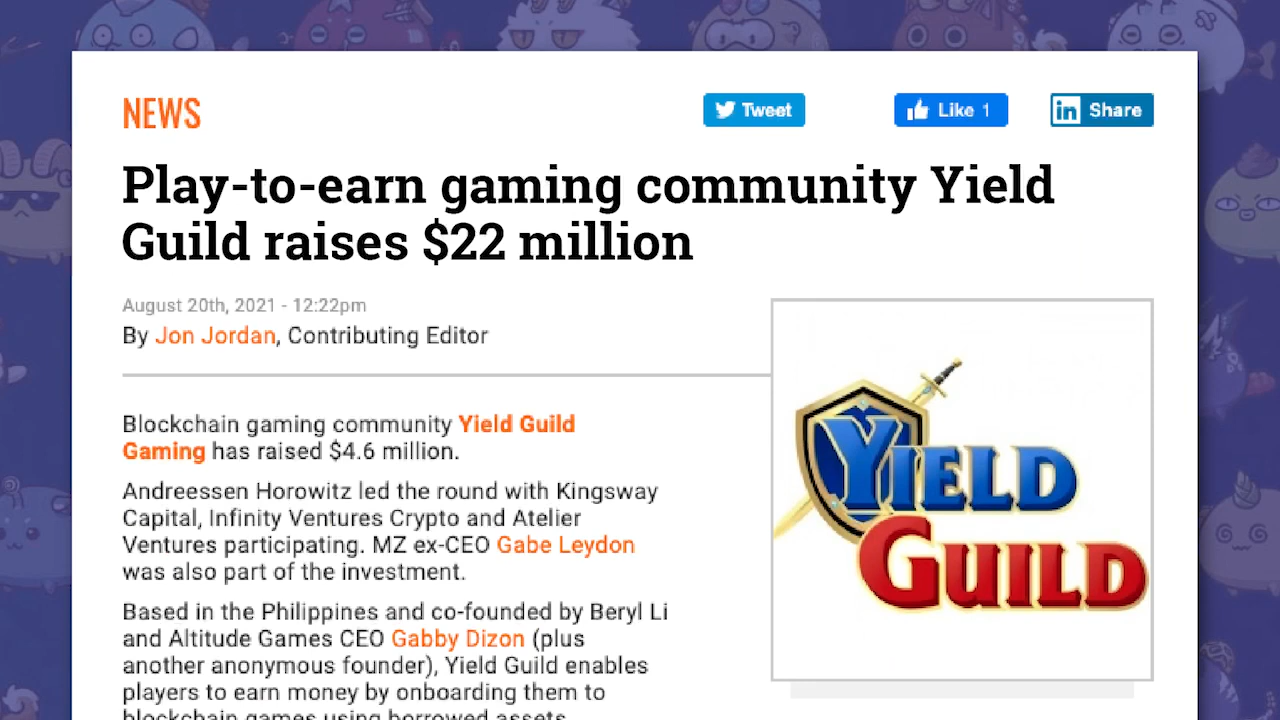 NEWS
Tweet
Like 1
Share
Play-to-earn gaming community Yield
Guild raises $22 million
August 20th, 2021 - 12:22pm
By Jon Jordan, Contributing Editor
Blockchain gaming community Yield Guild
Gaming has raised $4.6 million.
Andreessen Horowitz led the round with Kingsway
Capital, Infinity Ventures Crypto and Atelier
Ventures participating. MZ ex-CEO Gabe Leydon
was also part of the investment.
Based in the Philippines and co-founded by Beryl Li
and Altitude Games CEO Gabby Dizon (plus
another anonymous founder), Yield Guild enables
players to earn money by onboarding them to
blockchain games using borrowed assets.
YIELD
GUILD